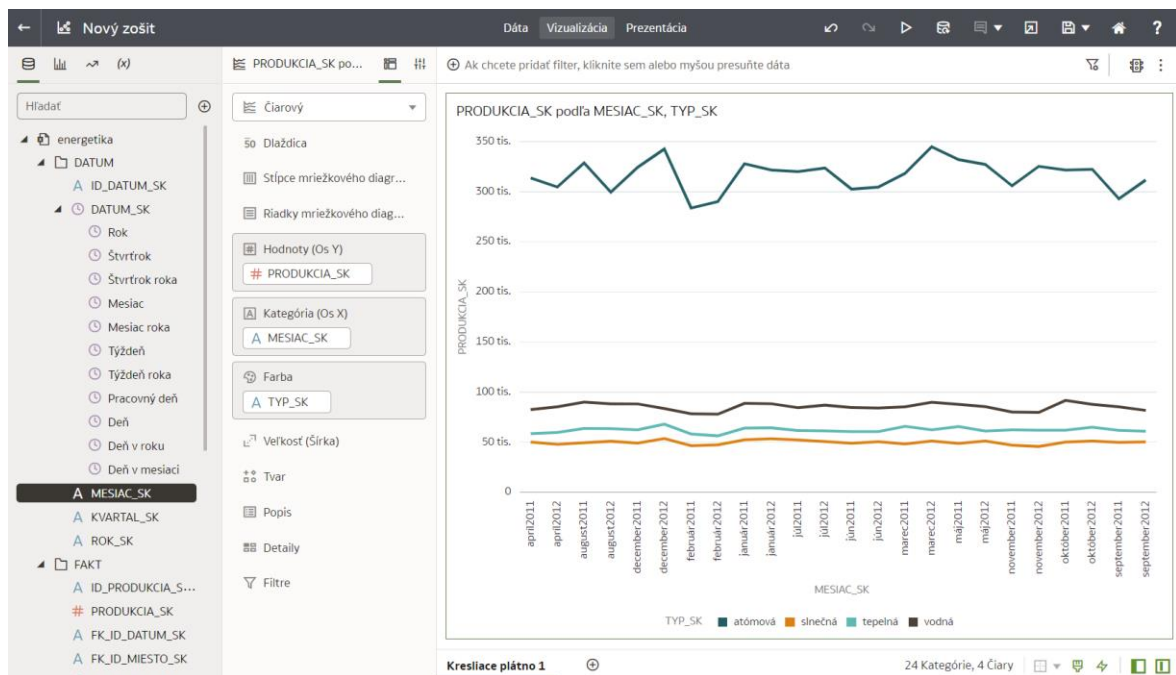 Nový zošit
Dáta Vizualizácia Prezentácia
(x)
PRODUKCIA_SK po...
Ak chcete pridať filter, kliknite sem alebo myšou presuňte dáta
Hľadať
energetika
DATUM
A ID_DATUM_SK
DATUM_SK
Rok
Štvrťrok
Štvrťrok roka
Mesiac
Mesiac roka
Týždeň
Týždeň roka
Pracovný deň
Deň
Deň v roku
Deň v mesiaci
A MESIAC_SK
A KVARTAL_SK
A ROK_SK
FAKT
A ID_PRODUKCIA_S...
# PRODUKCIA_SK
A FK_ID_DATUM_SK
A FK_ID_MIESTO_SK
Čiarový
50 Dlaždica
Stĺpce mriežkového diagr...
Riadky mriežkového diag...
Hodnoty (Os Y)
# PRODUKCIA_SK
A Kategória (Os X)
A MESIAC_SK
Farba
A TYP_SK
Veľkosť (Šírka)
Tvar
Popis
Detaily
Filtre
PRODUKCIA_SK podľa MESIAC_SK, TYP_SK
PRODUKCIA_SK
350 tis.
300 tis.
250 tis.
200 tis.
150 tis.
100 tis.
50 tis.
0
apríl2011
apríl2012
august2011
august2012
december2011
december2012
február2011
február2012
január2011
január2012
júl2011
júl2012
jún2011
jún2012
marec2011
marec2012
máj2011
máj2012
november2011
november2012
október2011
október2012
september2011
september2012
MESIAC_SK
TYP_SK atómová slnečná tepelná vodná
Kresliace plátno 1
24 Kategórie, 4 Čiary